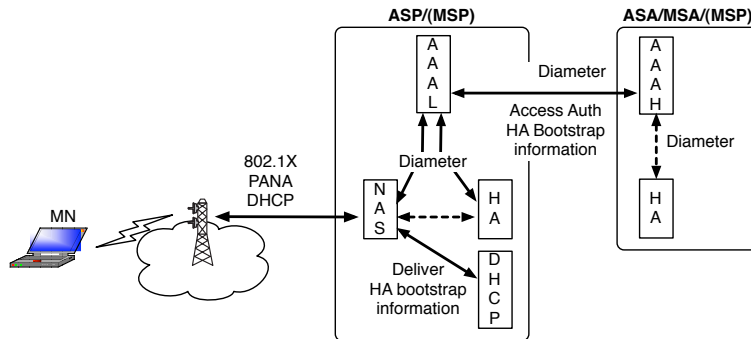 ASP/(MSP)
ASA/MSA/(MSP)
A
A
A
L
Diameter
A
A
A
H
Access Auth
HA Bootstrap
information
Diameter
802.1X
PANA
DHCP
Diameter
MN
N
A
S
H
A
H
A
Deliver
HA bootstrap
information
D
H
C
P